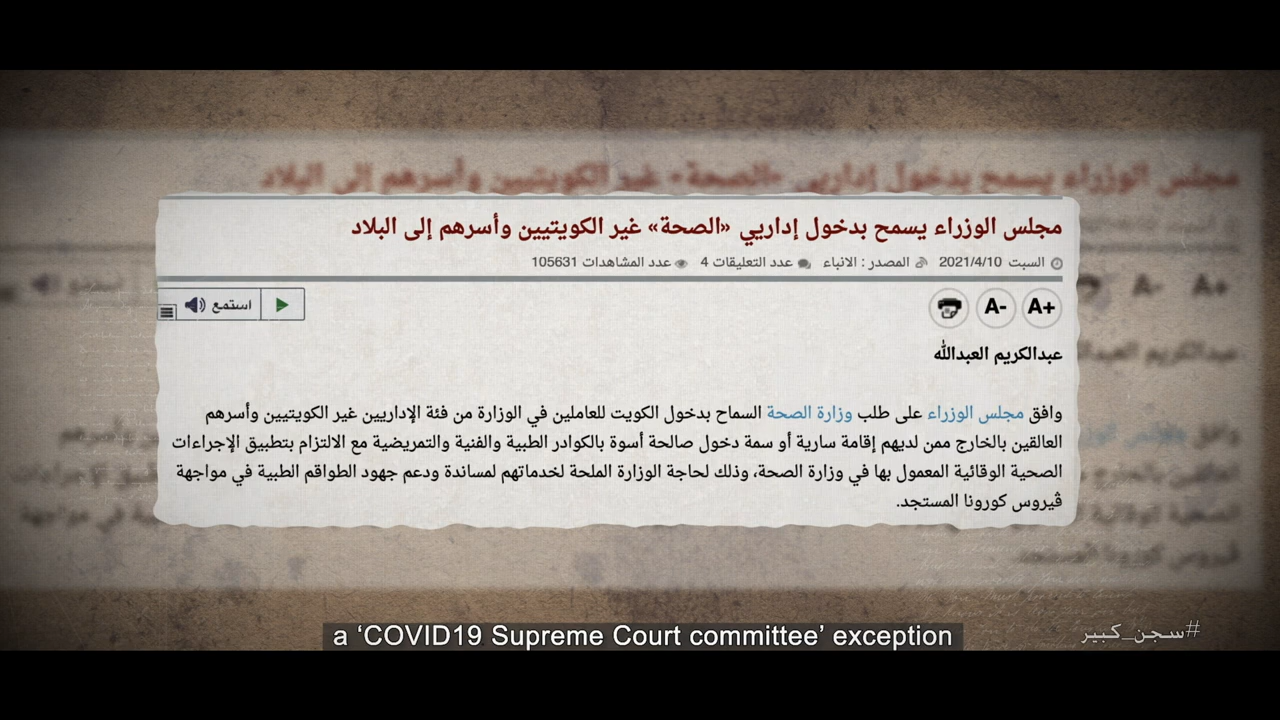 مجلس الوزراء يسمح بدخول إداريي «الصحة» غير الكويتيين وأسرهم إلى البلاد
السبت 2021/4/10 المصدر : الانباء عدد التعليقات 4 عدد المشاهدات 105631
A+ A- استمع
عبدالكريم العبدالله
وافق مجلس الوزراء على طلب وزارة الصحة السماح بدخول الكويت للعاملين في الوزارة من فئة الإداريين غير الكويتيين وأسرهم
العالقين بالخارج ممن لديهم إقامة سارية أو سمة دخول صالحة أسوة بالكوادر الطبية والفنية والتمريضية مع الالتزام بتطبيق الإجراءات
الصحية الوقائية المعمول بها في وزارة الصحة، وذلك لحاجة الوزارة الملحة لخدماتهم لمساندة ودعم جهود الطواقم الطبية في مواجهة
ڤيروس كورونا المستجد.
a ‘COVID19 Supreme Court committee’ exception
#سجن_كبير